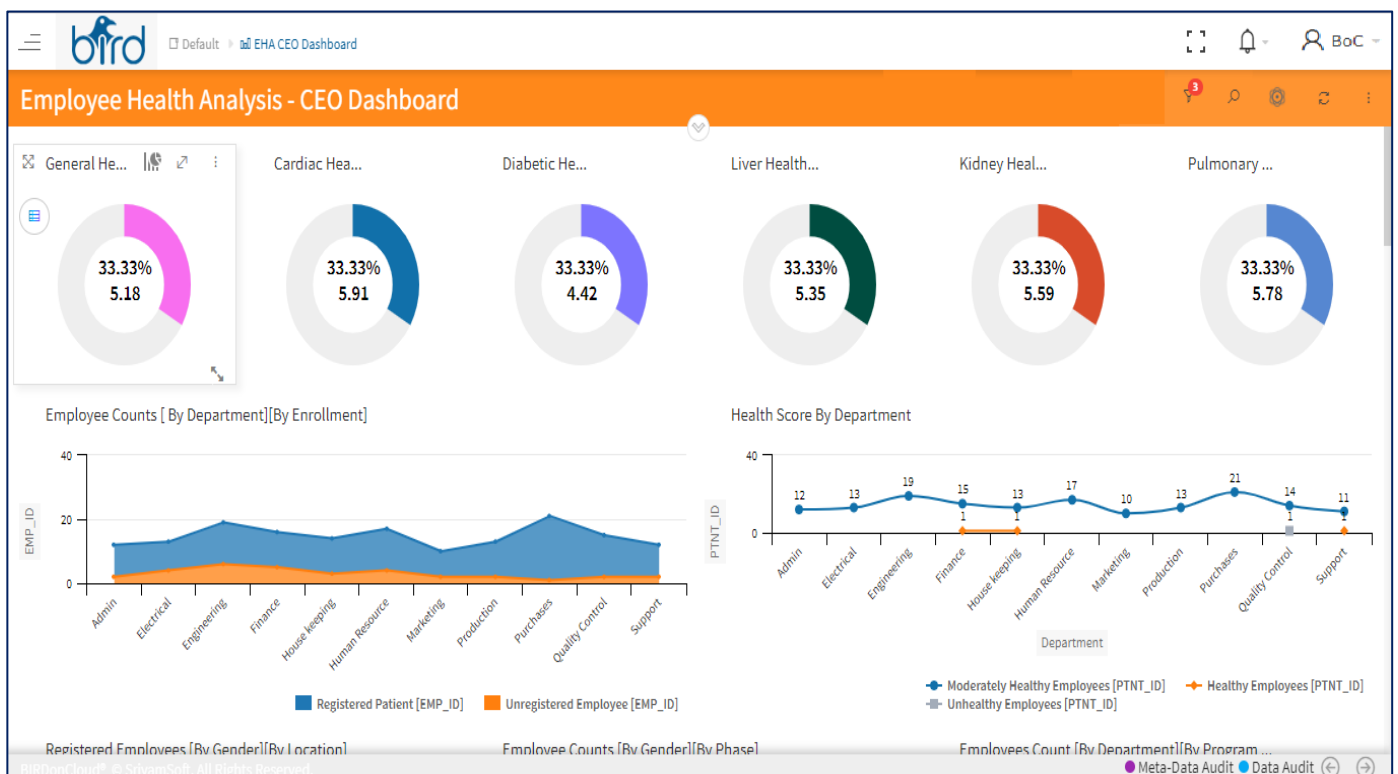 bird
Default
EHA CEO Dashboard
BoC
Employee Health Analysis - CEO Dashboard
3
General He...
Cardiac Hea...
Diabetic He...
Liver Health...
Kidney Heal...
Pulmonary ...
33.33%
5.18
33.33%
5.91
33.33%
4.42
33.33%
5.35
33.33%
5.59
33.33%
5.78
Employee Counts [ By Department][By Enrollment]
40
20
0
EMP_ID
Admin
Electrical
Engineering
Finance
House keeping
Human Resource
Marketing
Production
Purchases
Quality Control
Support
Registered Patient [EMP_ID]
Unregistered Employee [EMP_ID]
Health Score By Department
40
0
PTNT_ID
12
13
19
15
13
17
10
13
21
14
11
1
1
1
1
Admin
Electrical
Engineering
Finance
House keeping
Human Resource
Marketing
Production
Purchases
Quality Control
Support
Department
Moderately Healthy Employees [PTNT_ID]
Healthy Employees [PTNT_ID]
Unhealthy Employees [PTNT_ID]
Registered Employees [By Gender][By Location]
Employee Counts [By Gender][By Phase]
Employees Count [By Department][By Program ...
BIRDonCloud® © SrivamSoft. All Rights Reserved
Meta-Data Audit
Data Audit